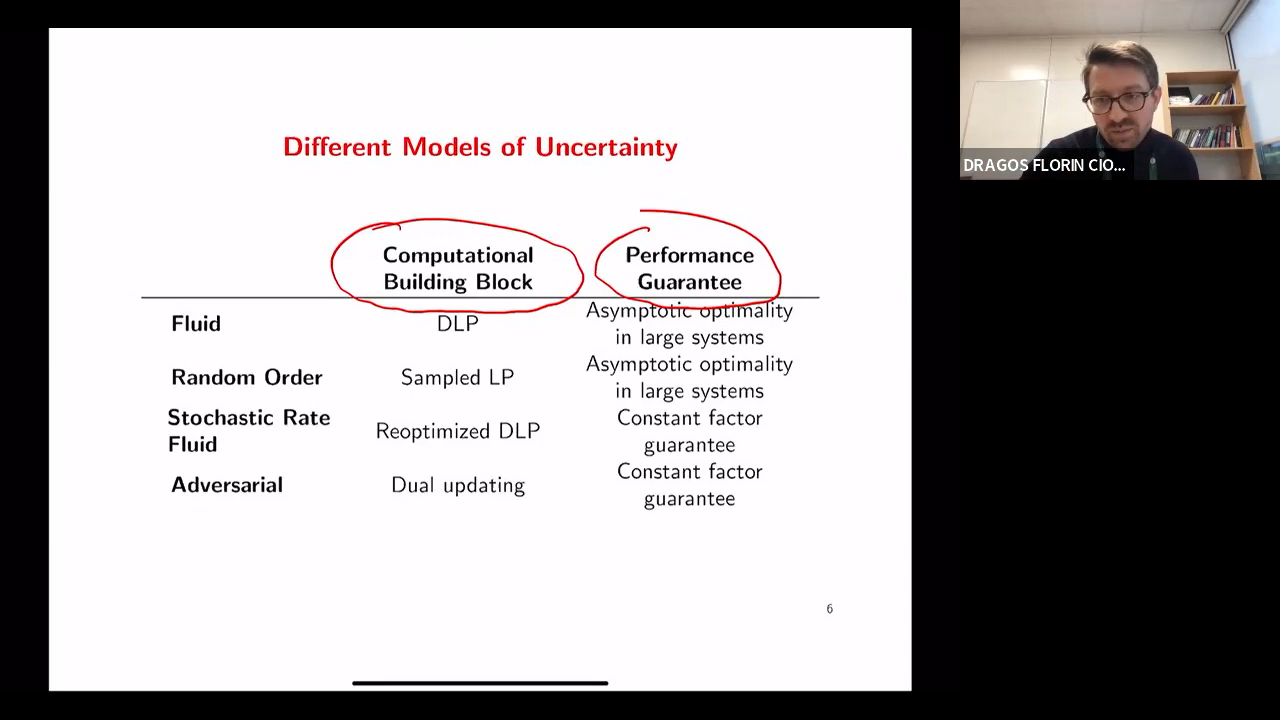 Different Models of Uncertainty
Computational Performance
Building Block Guarantee
Fluid DLP Asymptotic optimality in large systems
Random Order Sampled LP Asymptotic optimality in large systems
Stochastic Rate Fluid Reoptimized DLP Constant factor guarantee
Adversarial Dual updating Constant factor guarantee
6
DRAGOS FLORIN CIO...